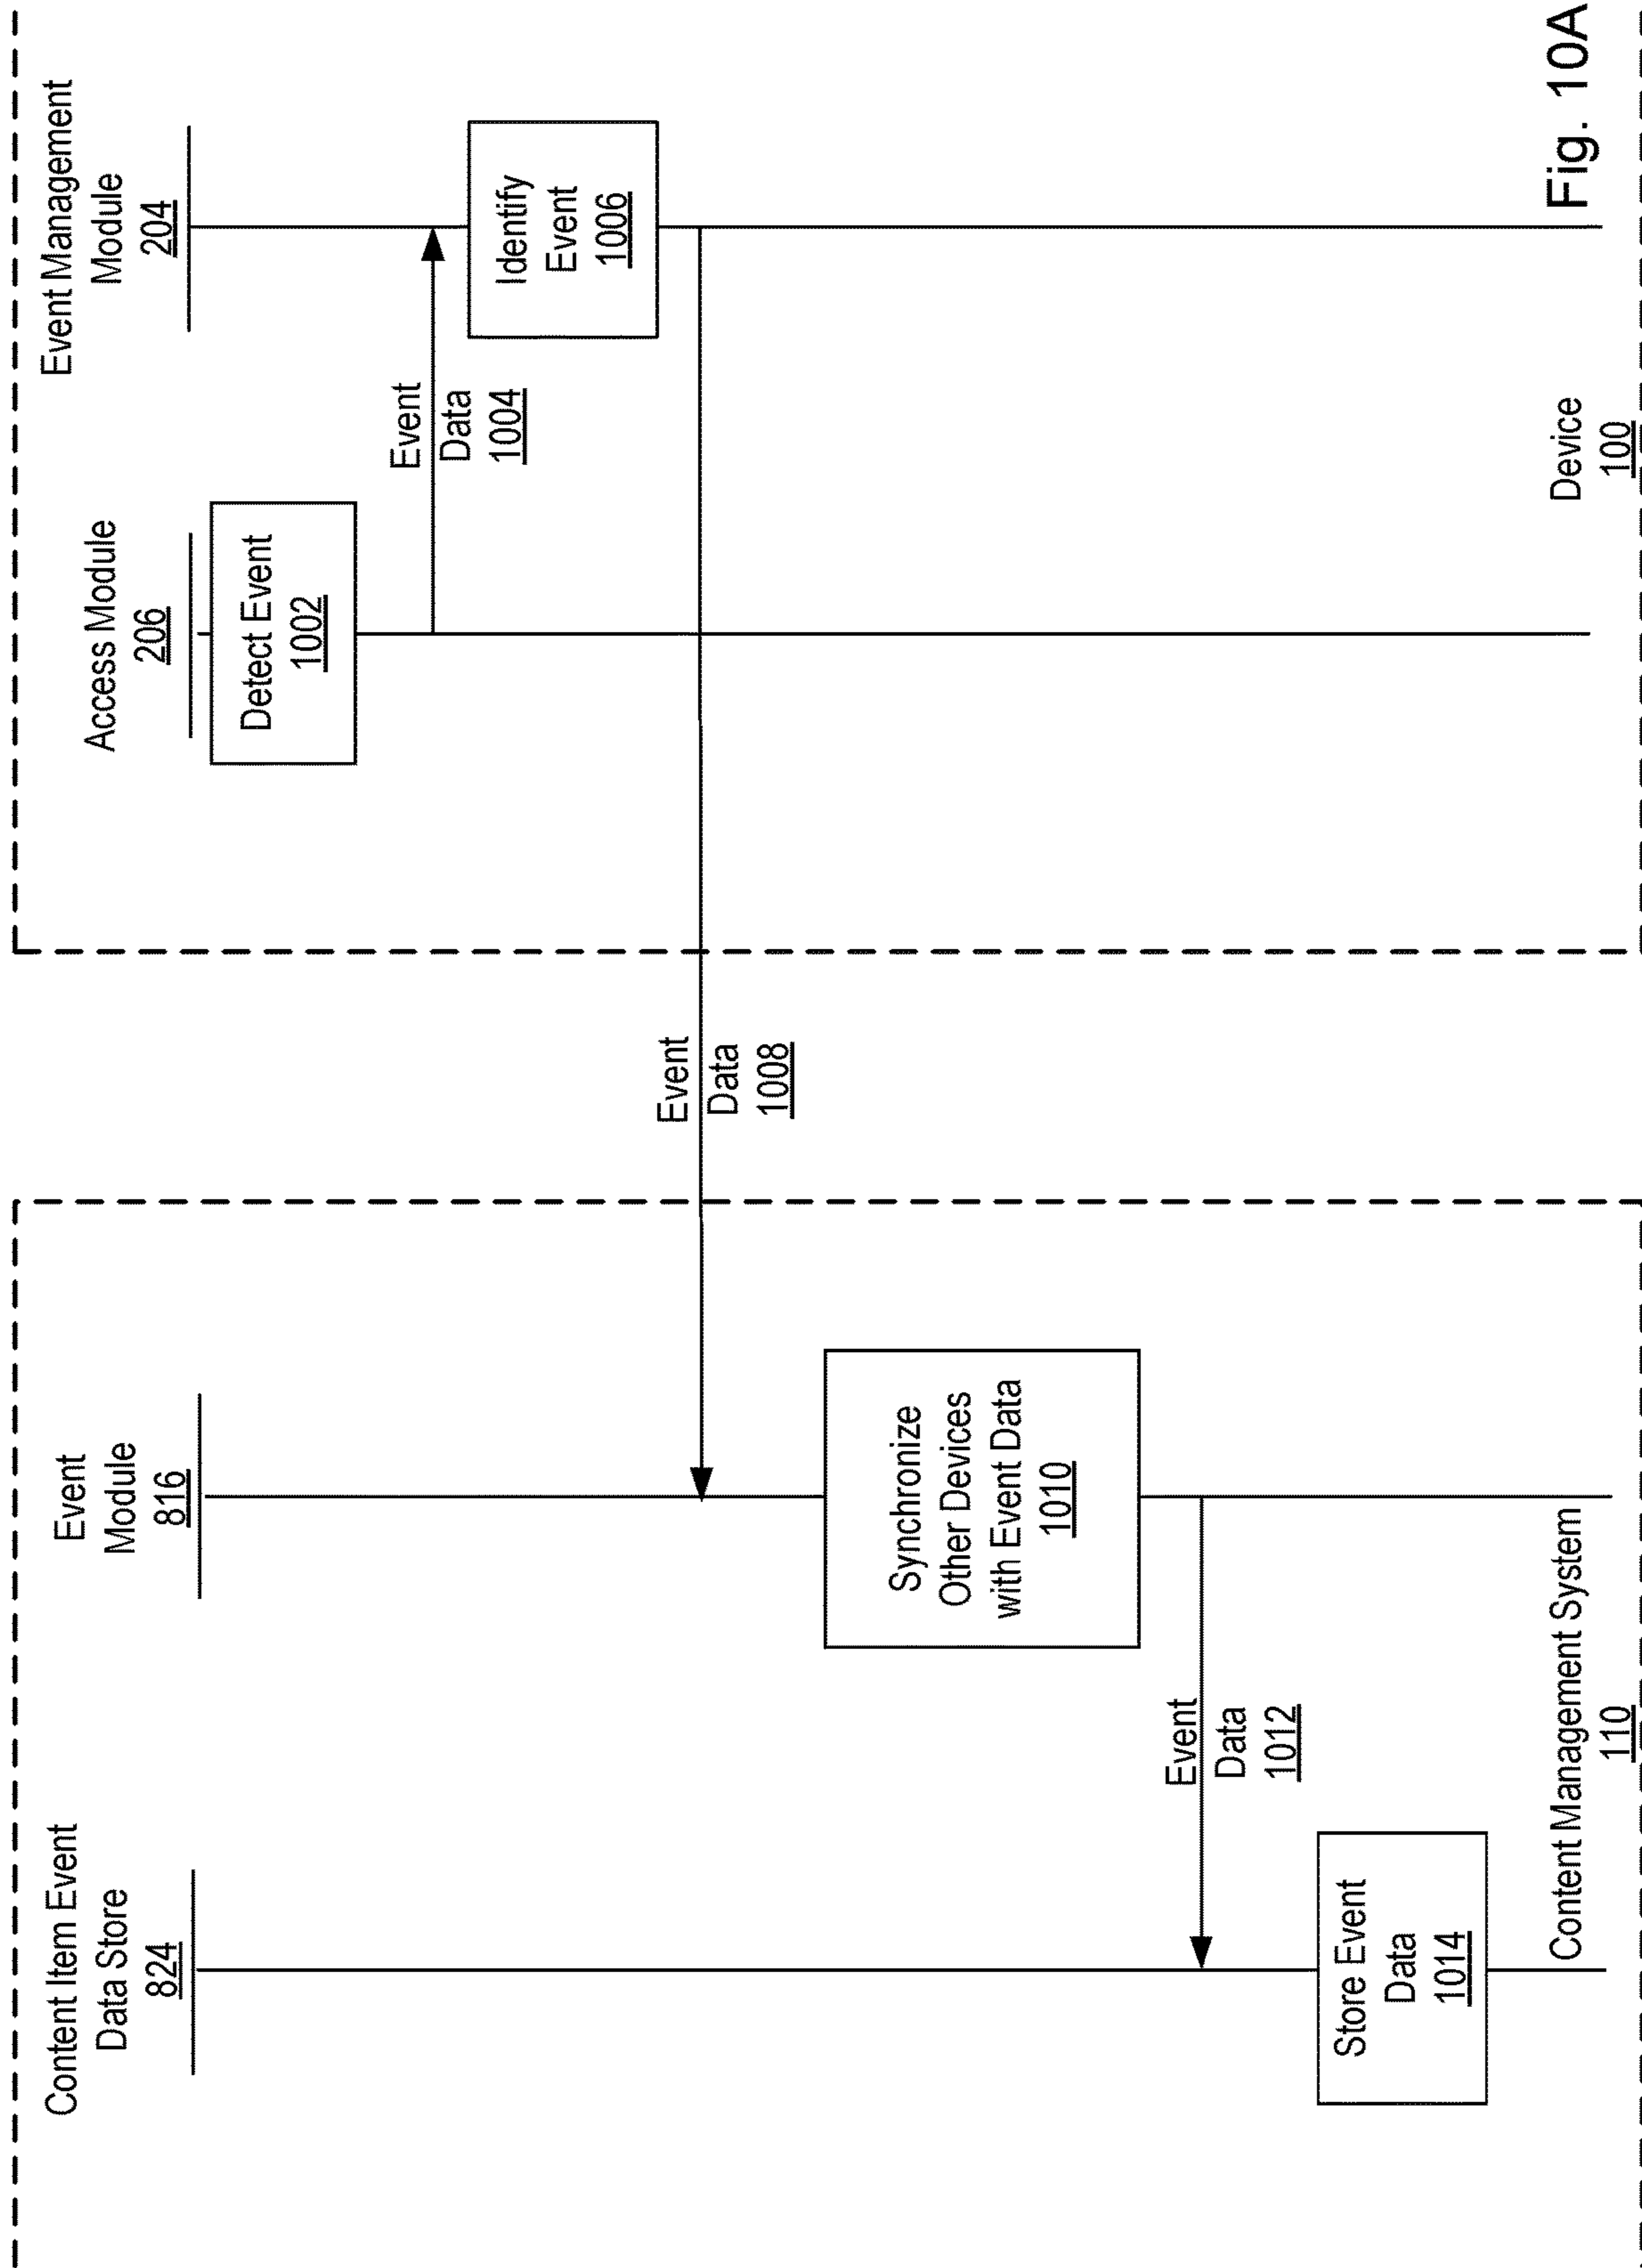 Content Item Event
Data Store
824
Event
Module
816
Access Module
206
Event Management
Module
204
Detect Event
1002
Event
Data
1004
Identify
Event
1006
Event
Data
1008
Synchronize
Other Devices
with Event Data
1010
Event
Data
1012
Store Event
Data
1014
Content Management System
110
Device
100
Fig. 10A